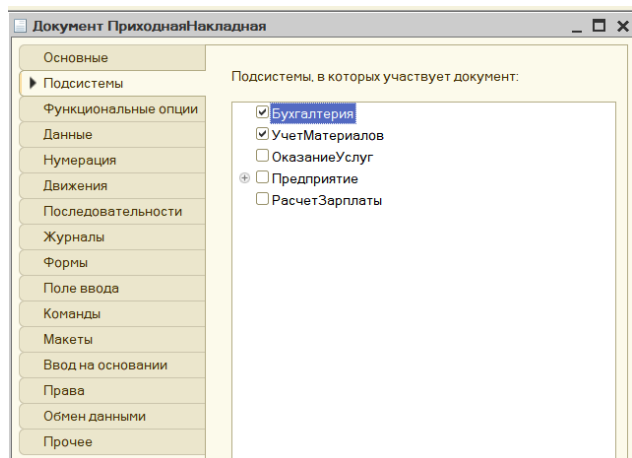 Документ ПриходнаяНакладная
Основные
Подсистемы
Функциональные опции
Данные
Нумерация
Движения
Последовательности
Журналы
Формы
Поле ввода
Команды
Макеты
Ввод на основании
Права
Обмен данными
Прочее
Подсистемы, в которых участвует документ:
Бухгалтерия
УчетМатериалов
ОказаниеУслуг
Предприятие
РасчетЗарплаты